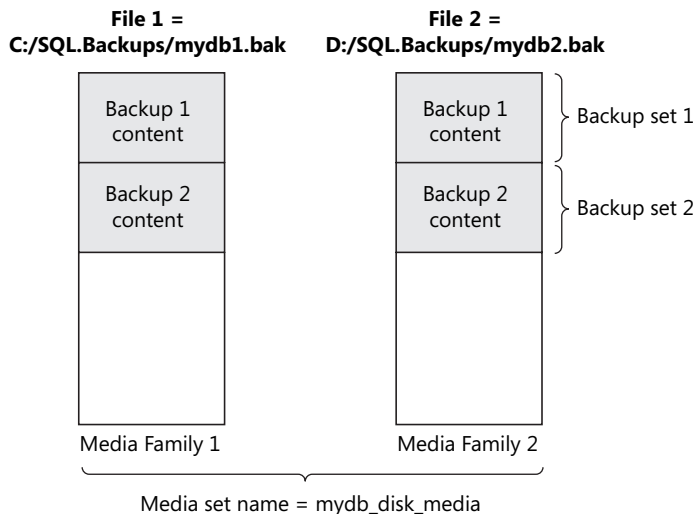 File 1 =
C:/SQL.Backups/mydb1.bak
File 2 =
D:/SQL.Backups/mydb2.bak
Backup 1
content
Backup 1
content
Backup set 1
Backup 2
content
Backup 2
content
Backup set 2
Media Family 1
Media Family 2
Media set name = mydb_disk_media